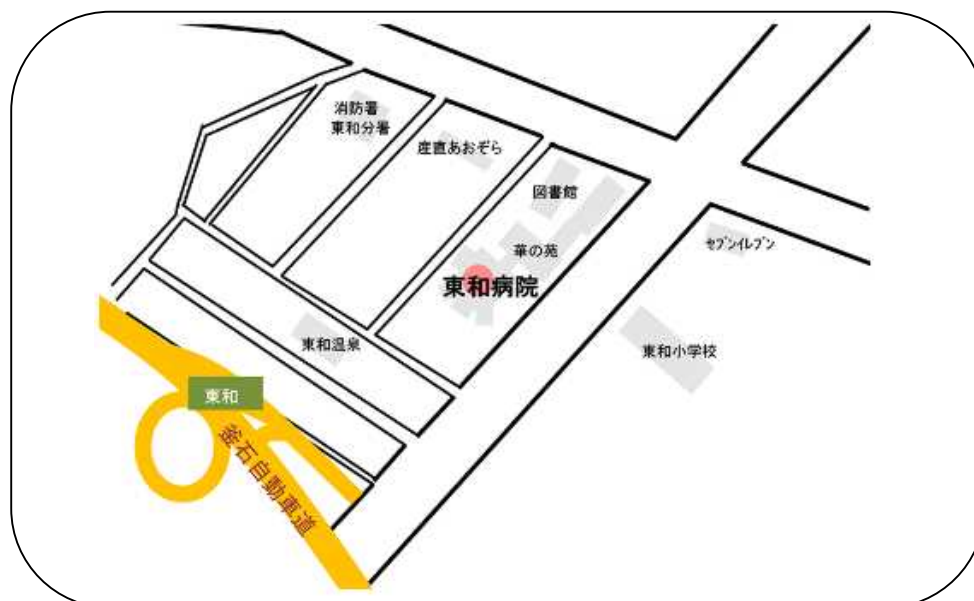 消防署
東和分署
産直あおぞら
図書館
セブンイレブン
華の苑
東和病院
東和温泉
東和小学校
東和
釜石自動車道